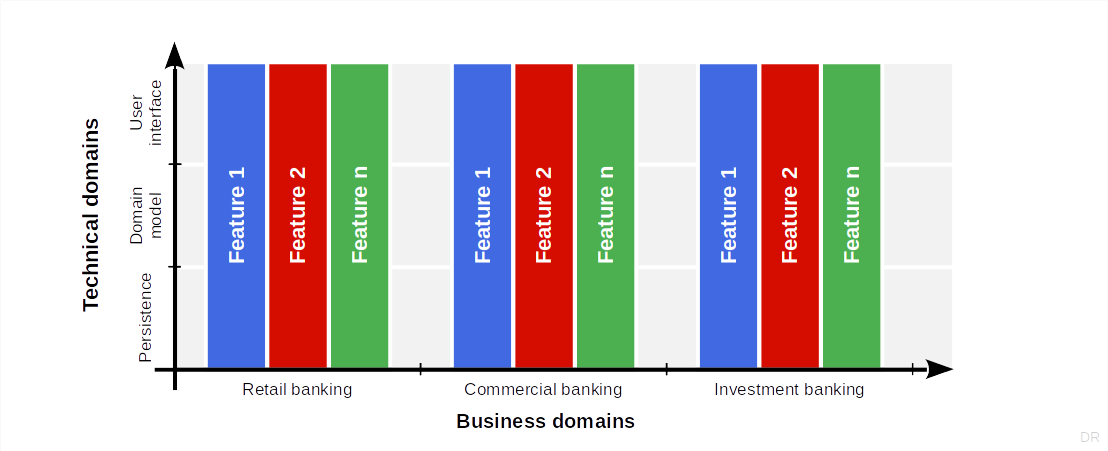 Technical domains
User
interface
Domain
model
Persistence
Feature 1
Feature 2
Feature n
Feature 1
Feature 2
Feature n
Feature 1
Feature 2
Feature n
Retail banking
Commercial banking
Investment banking
Business domains
DR